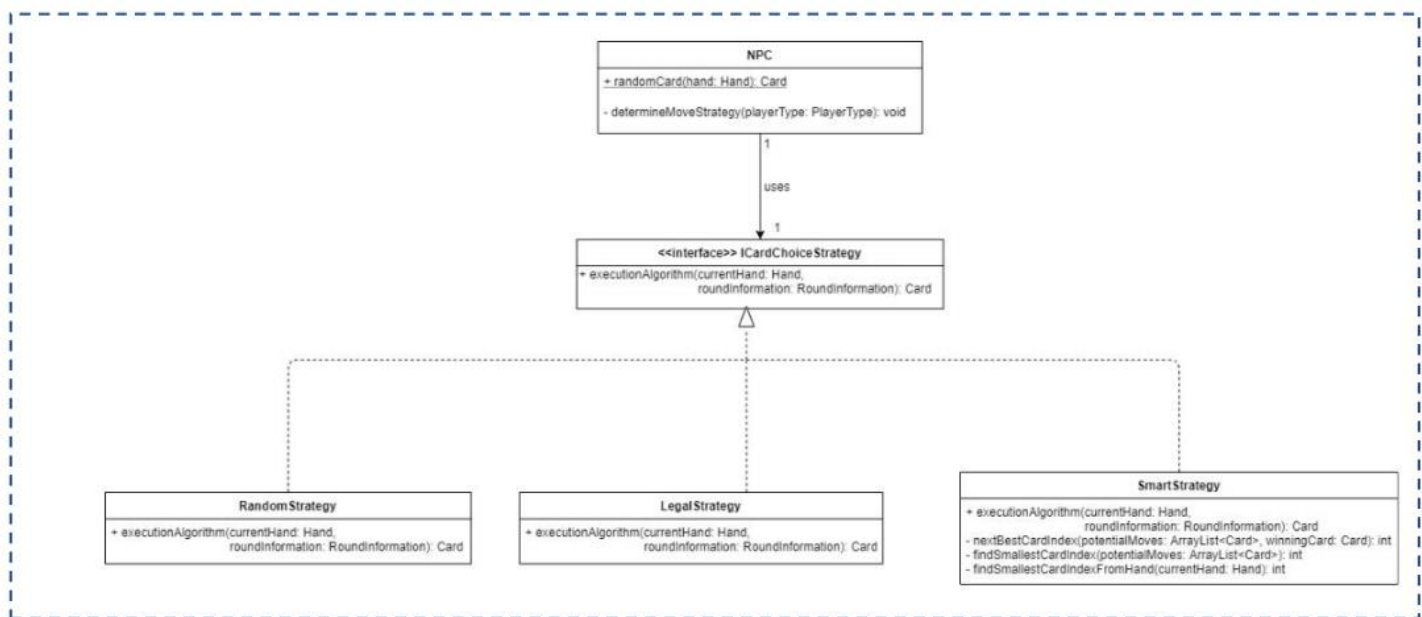 NPC
+ randomCard(hand: Hand): Card
- determineMoveStrategy(playerType: PlayerType): void
1
uses
1
<<interface>> ICardChoiceStrategy
+ executionAlgorithm(currentHand: Hand,
roundInformation: RoundInformation): Card
RandomStrategy
+ executionAlgorithm(currentHand: Hand,
roundInformation: RoundInformation): Card
LegalStrategy
+ executionAlgorithm(currentHand: Hand,
roundInformation: RoundInformation): Card
SmartStrategy
+ executionAlgorithm(currentHand: Hand,
roundInformation: RoundInformation): Card
- nextBestCardIndex(potentialMoves: ArrayList<Card>, winningCard: Card): int
- findSmallestCardIndex(potentialMoves: ArrayList<Card>): int
- findSmallestCardIndexFromHand(currentHand: Hand): int